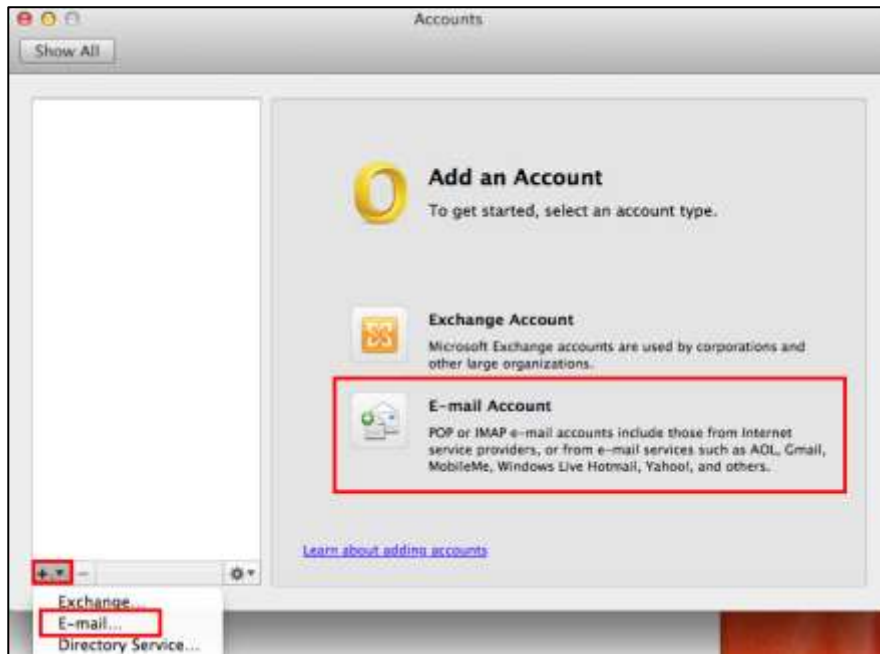 Accounts
Show All
Add an Account
To get started, select an account type.
Exchange Account
Microsoft Exchange accounts are used by corporations and
other large organizations.
E-mail Account
POP or IMAP e-mail accounts include those from Internet
service providers, or from e-mail services such as AOL, Gmail,
MobileMe, Windows Live Hotmail, Yahoo!, and others.
Learn about adding accounts
Exchange...
E-mail...
Directory Service...